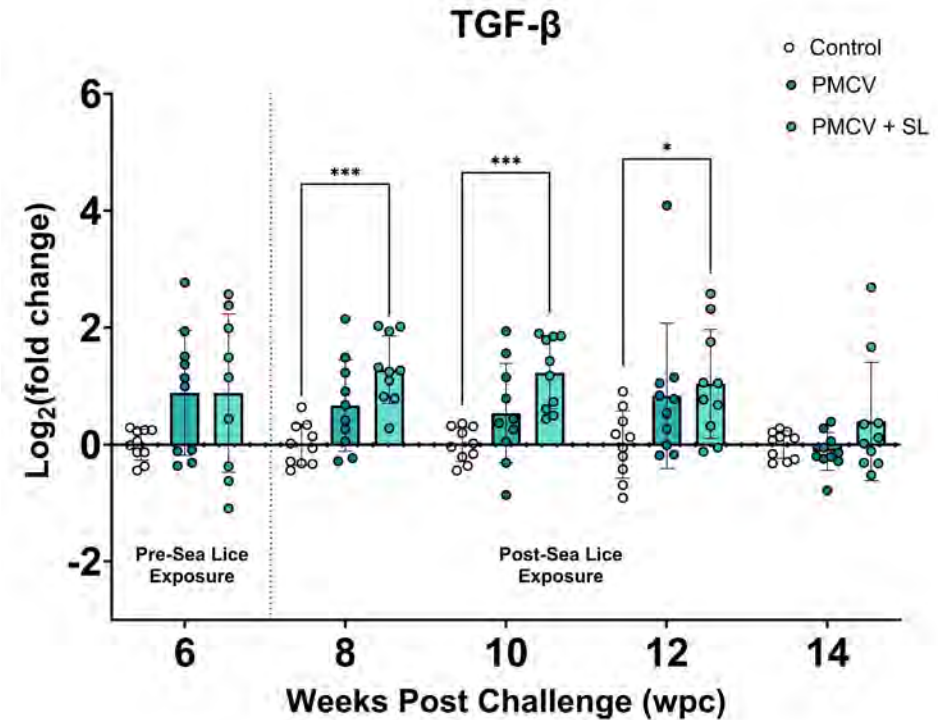 TGF-β
Control
PMCV
PMCV + SL
6
4
2
0
-2
Log₂(fold change)
***
***
*
Pre-Sea Lice
Exposure
Post-Sea Lice
Exposure
6
8
10
12
14
Weeks Post Challenge (wpc)